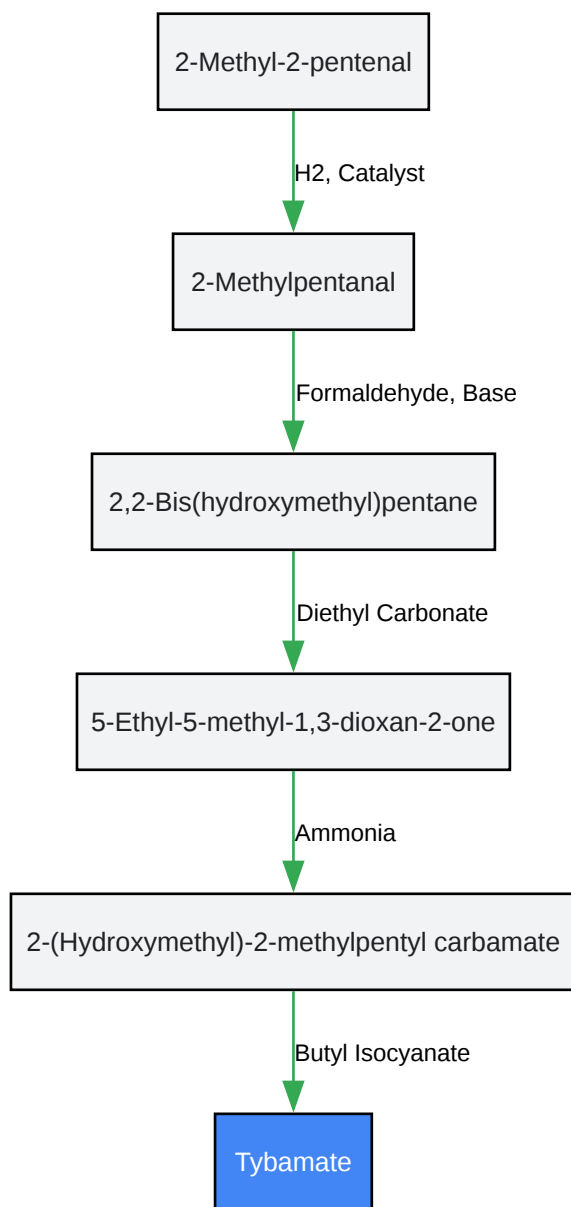 2-Methyl-2-pentenal
H2, Catalyst
2-Methylpentanal
Formaldehyde, Base
2,2-Bis(hydroxymethyl)pentane
Diethyl Carbonate
5-Ethyl-5-methyl-1,3-dioxan-2-one
Ammonia
2-(Hydroxymethyl)-2-methylpentyl carbamate
Butyl Isocyanate
Tybamate